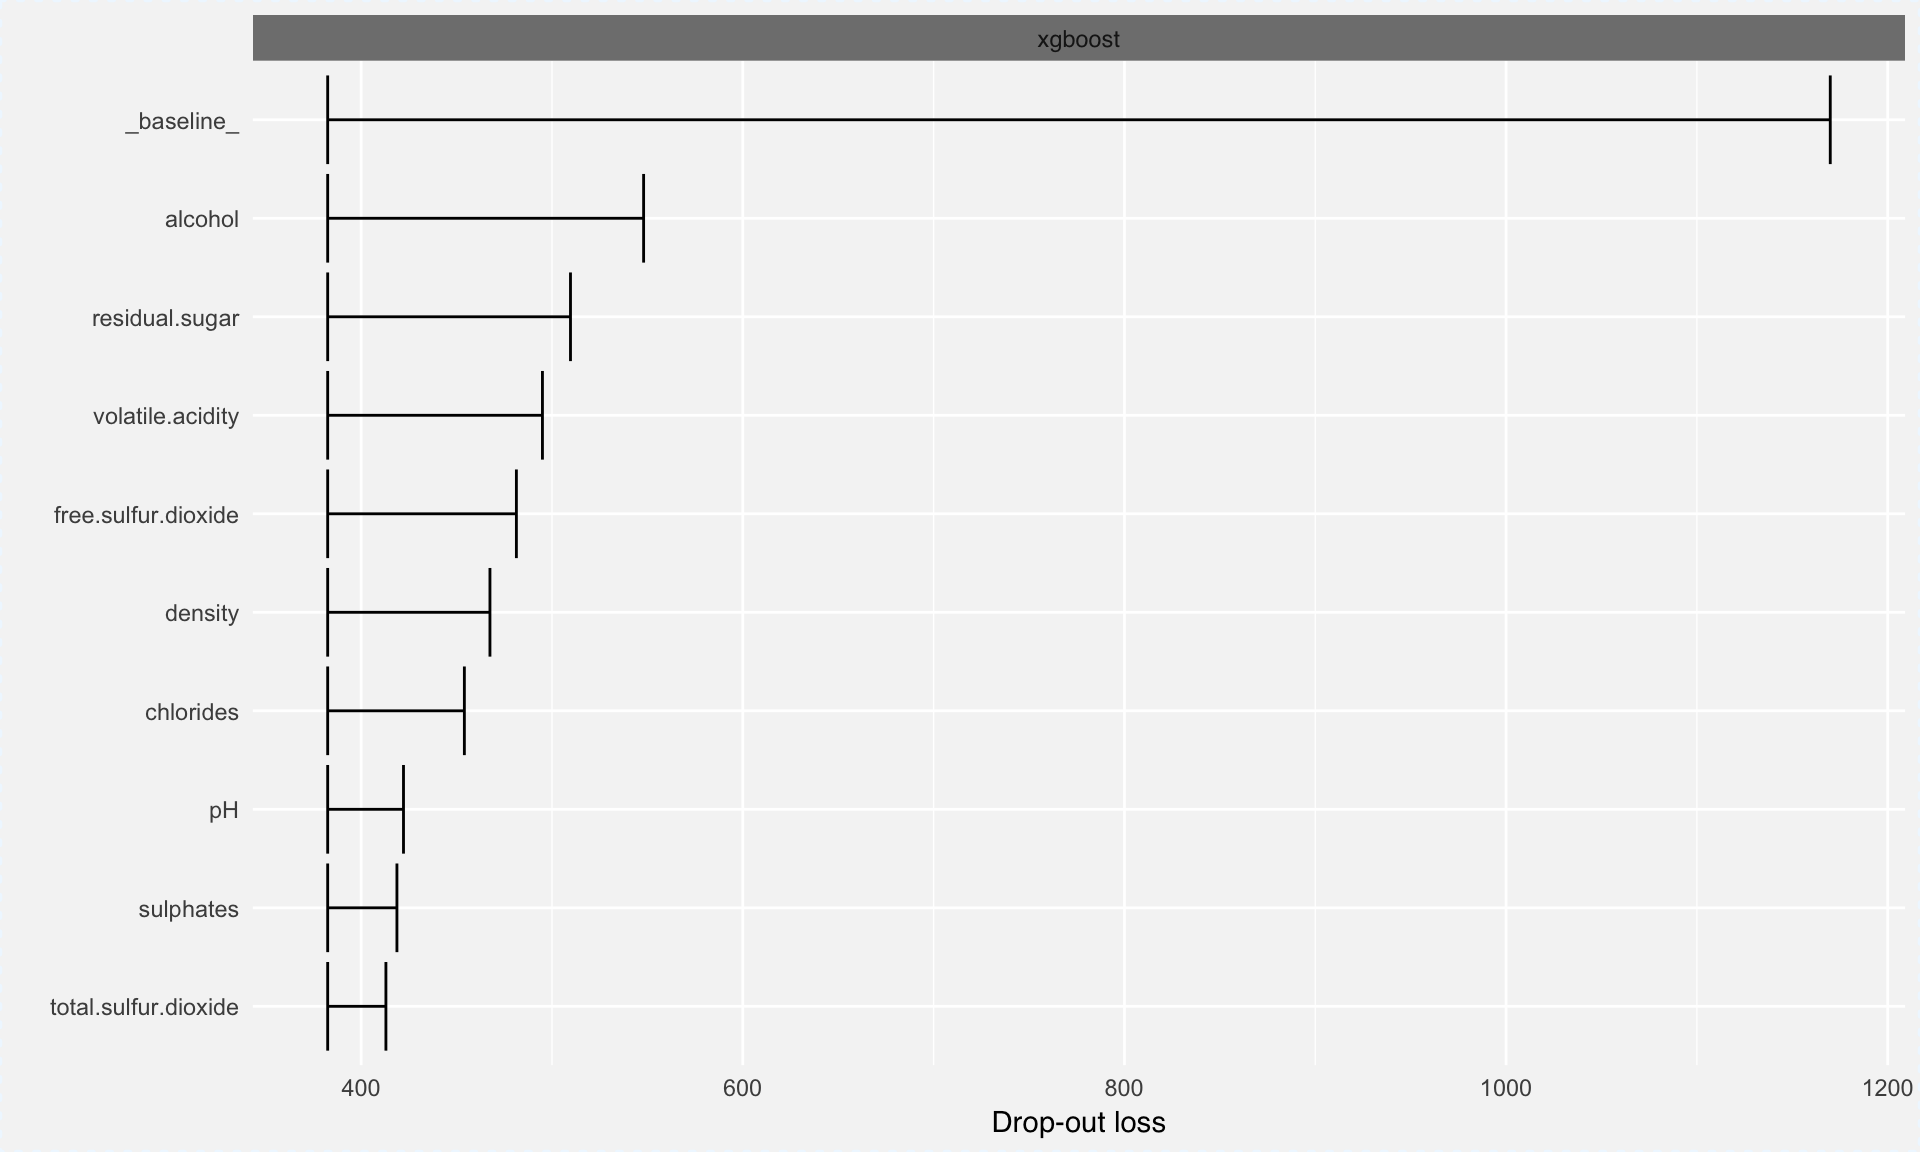 xgboost
_baseline_
alcohol
residual.sugar
volatile.acidity
free.sulfur.dioxide
density
chlorides
pH
sulphates
total.sulfur.dioxide
400 600 800 1000 1200
Drop-out loss